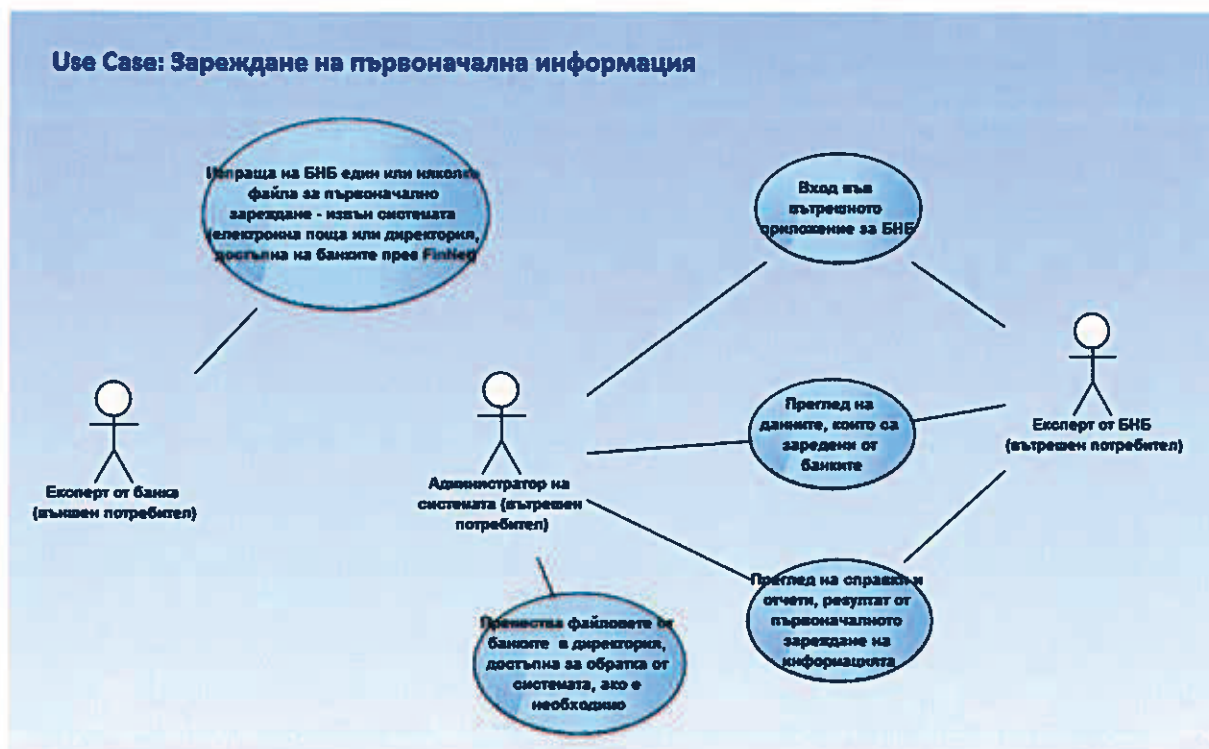 Use Case: Зареждане на първоначална информация
Изпраща на БНБ един или няколко
файла за първоначално
зареждане - извън системата
(електронна поща или директория,
достъпна на банките през FinNet)
Вход във
вътрешното
приложение за БНБ
Експерт от банка
(външен потребител)
Администратор на
системата (вътрешен
потребител)
Преглед на
данните, които са
заредени от
банките
Експерт от БНБ
(вътрешен потребител)
Пренества файловете от
банките в директория,
достъпна за обратка от
системата, ако е
необходимо
Преглед на справки и
отчети, резултат от
първоначалното
зареждане на
информацията